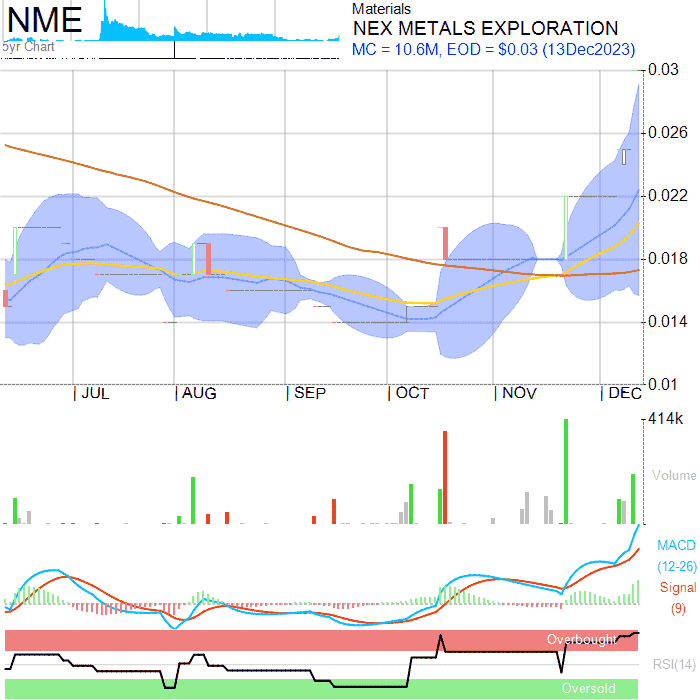 NME
5yr Chart
Materials
NEX METALS EXPLORATION
MC = 10.6M, EOD = $0.03 (13Dec2023)
0.03
0.026
0.022
0.018
0.014
0.01
JUL AUG SEP OCT NOV DEC
414k
Volume
MACD
(12-26)
Signal
(9)
Overbought
RSI(14)
Oversold